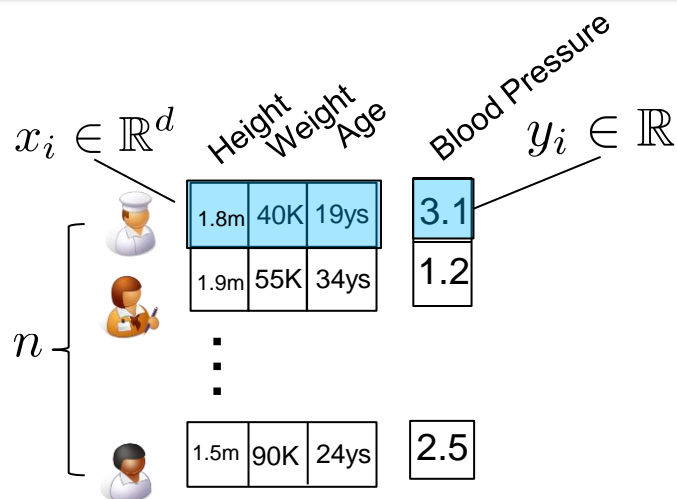 Height Weight Age Blood Pressure
x_i ∈ ℝ^d y_i ∈ ℝ
1.8m 40K 19ys 3.1
1.9m 55K 34ys 1.2
n
1.5m 90K 24ys 2.5